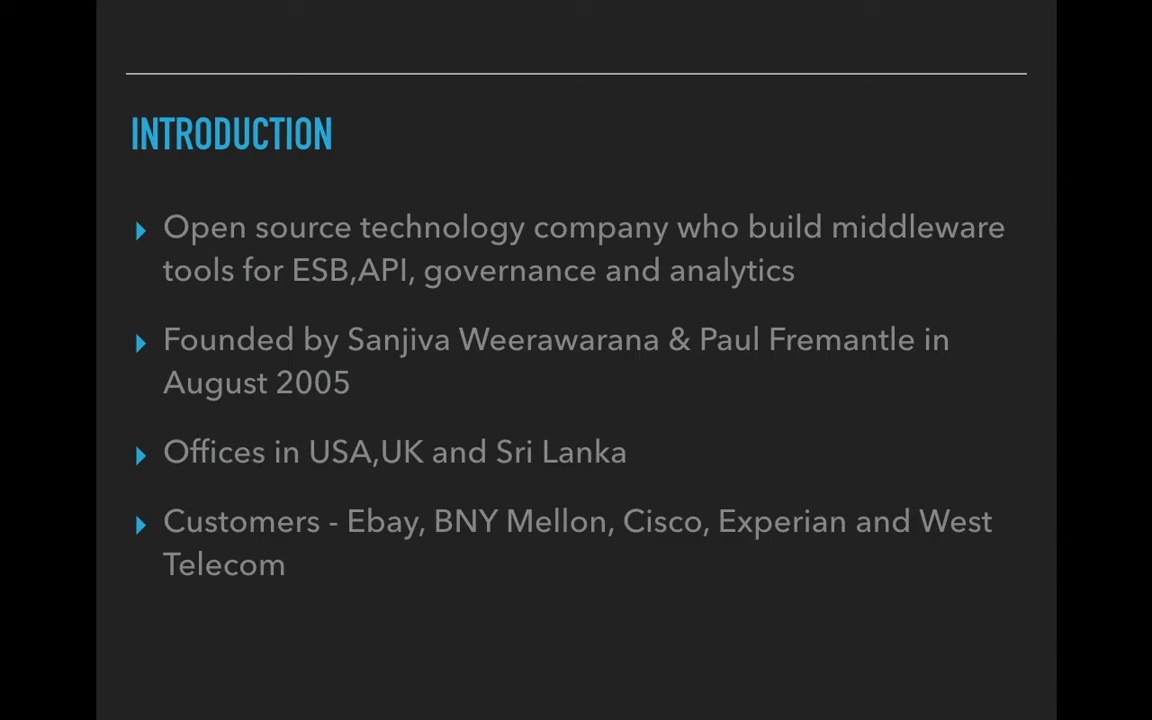 INTRODUCTION
Open source technology company who build middleware
tools for ESB,API, governance and analytics
Founded by Sanjiva Weerawarana & Paul Fremantle in
August 2005
Offices in USA,UK and Sri Lanka
Customers - Ebay, BNY Mellon, Cisco, Experian and West
Telecom